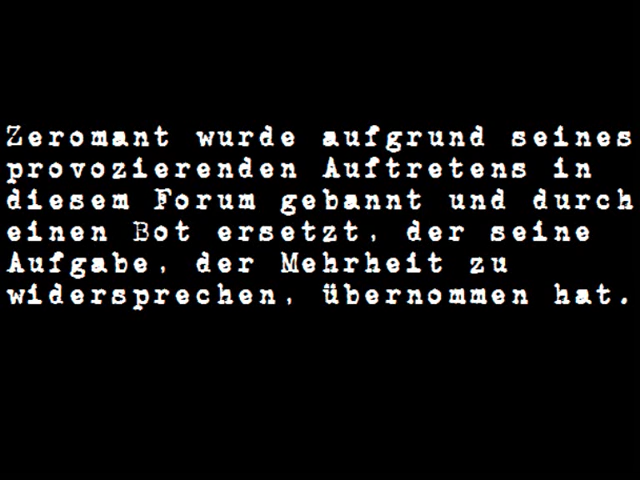 Zeromant wurde aufgrund seines
provozierenden Auftretens in
diesem Forum gebannt und durch
einen Bot ersetzt, der seine
Aufgabe, der Mehrheit zu
widersprechen, übernommen hat.